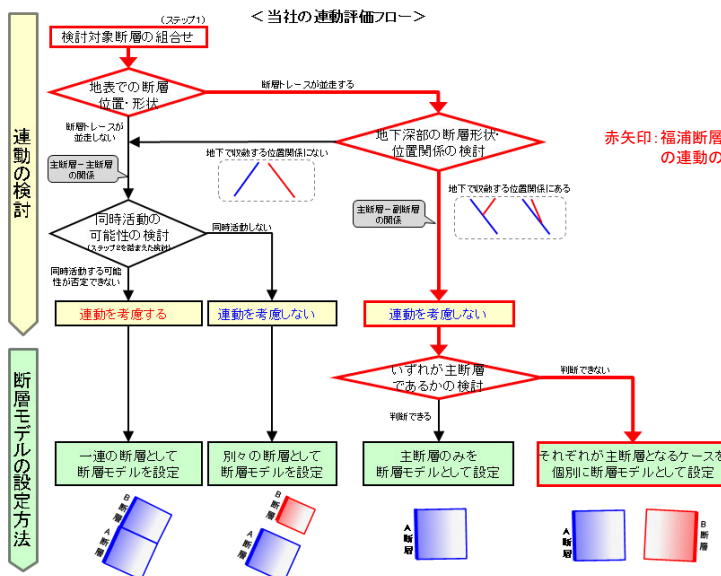 ＜当社の連動評価フロー＞
(ステップ1)
検討対象断層の組合せ
地表での断層
位置・形状
断層トレースが並走する
断層トレースが
並走しない
地下深部の断層形状・
位置関係の検討
赤矢印：福浦断層
の連動の
連動の検討
主断層－主断層
の関係
地下で収斂する位置関係にない
地下で収斂する位置関係にある
主断層－副断層
の関係
同時活動の
可能性の検討
(ステップ2を踏まえた検討)
同時活動しない
同時活動する可能
性が否定できない
連動を考慮する
連動を考慮しない
連動を考慮しない
断層モデルの設定方法
いずれが主断層
であるかの検討
判断できない
判断できる
一連の断層として
断層モデルを設定
別々の断層として
断層モデルを設定
主断層のみを
断層モデルとして設定
それぞれが主断層となるケースを
個別に断層モデルとして設定
B断層
A断層
B断層
A断層
A断層
A断層
B断層